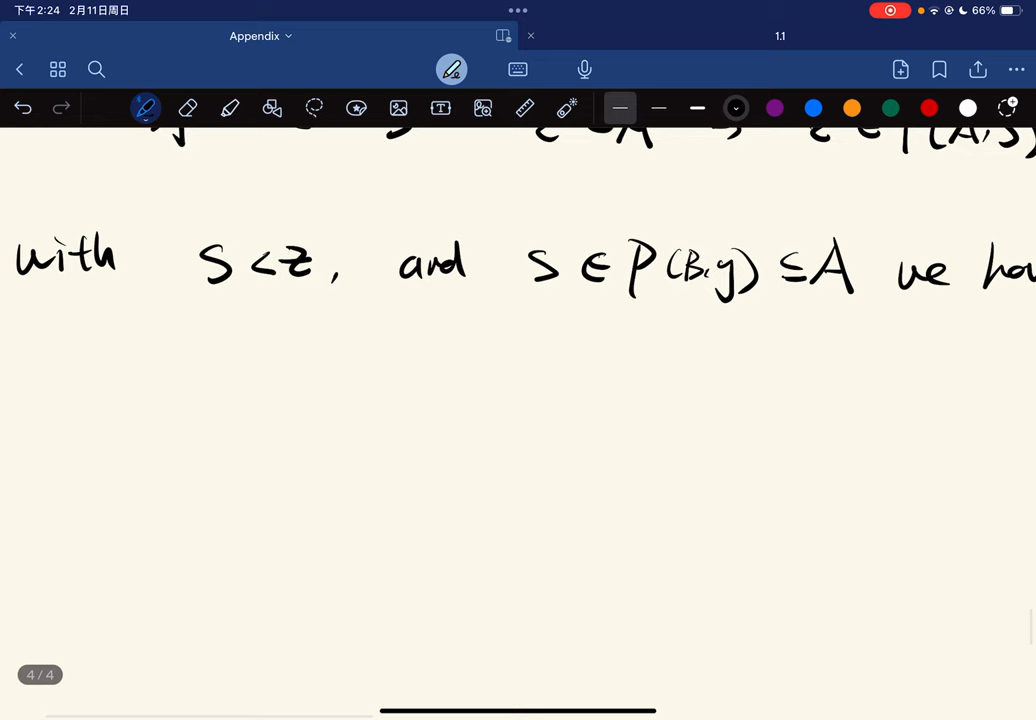 下午2:24 2月11日周日
66%
Appendix
1.1
with S < z, and s ∈ P(B,y) ⊆ A we
4 / 4